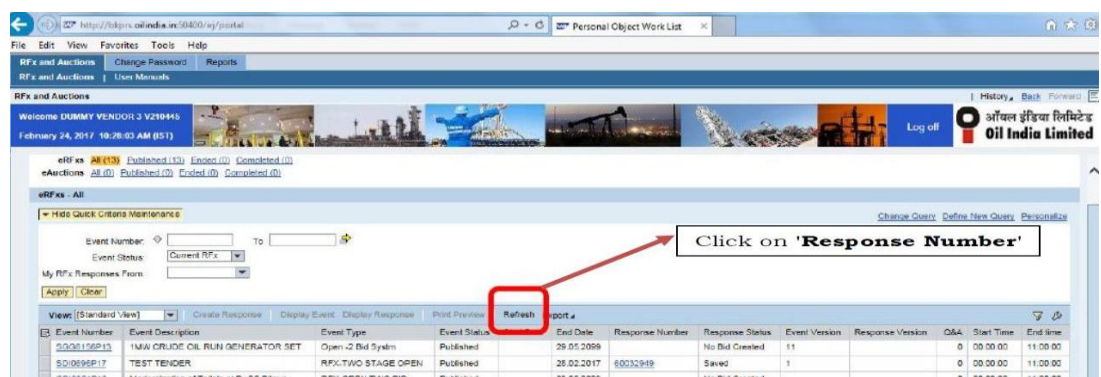 http://bkprs.oilindia.in:50400/irj/portal
Personal Object Work List
File Edit View Favorites Tools Help
RFx and Auctions Change Password Reports
RFx and Auctions | User Manuals
RFx and Auctions
History Back Forward
Welcome DUMMY VENDOR 3 V210445
February 24, 2017 10:28:03 AM (IST)
Log off
ऑयल इंडिया लिमिटेड
Oil India Limited
eRFxs All (13) Published (13) Ended (0) Completed (0)
eAuctions All (0) Published (0) Ended (0) Completed (0)
eRFxs - All
Hide Quick Criteria Maintenance
Change Query Define New Query Personalize
Click on 'Response Number'
Event Number: To
Event Status: Current RFx
My RFx Responses From:
Apply Clear
View: [Standard View] Create Response Display Event Display Response Print Preview Refresh Export
Event Number Event Description Event Type Event Status End Date Response Number Response Status Event Version Response Version Q&A Start Time End time
SGG6156P13 1MW CRUDE OIL RUN GENERATOR SET Open -2 Bid Systm Published 29.05.2099 No Bid Created 11 0 00:00:00 11:00:00
SDI0696P17 TEST TENDER RFX-TWO STAGE OPEN Published 28.02.2017 60032949 Saved 1 0 00:00:00 11:00:00